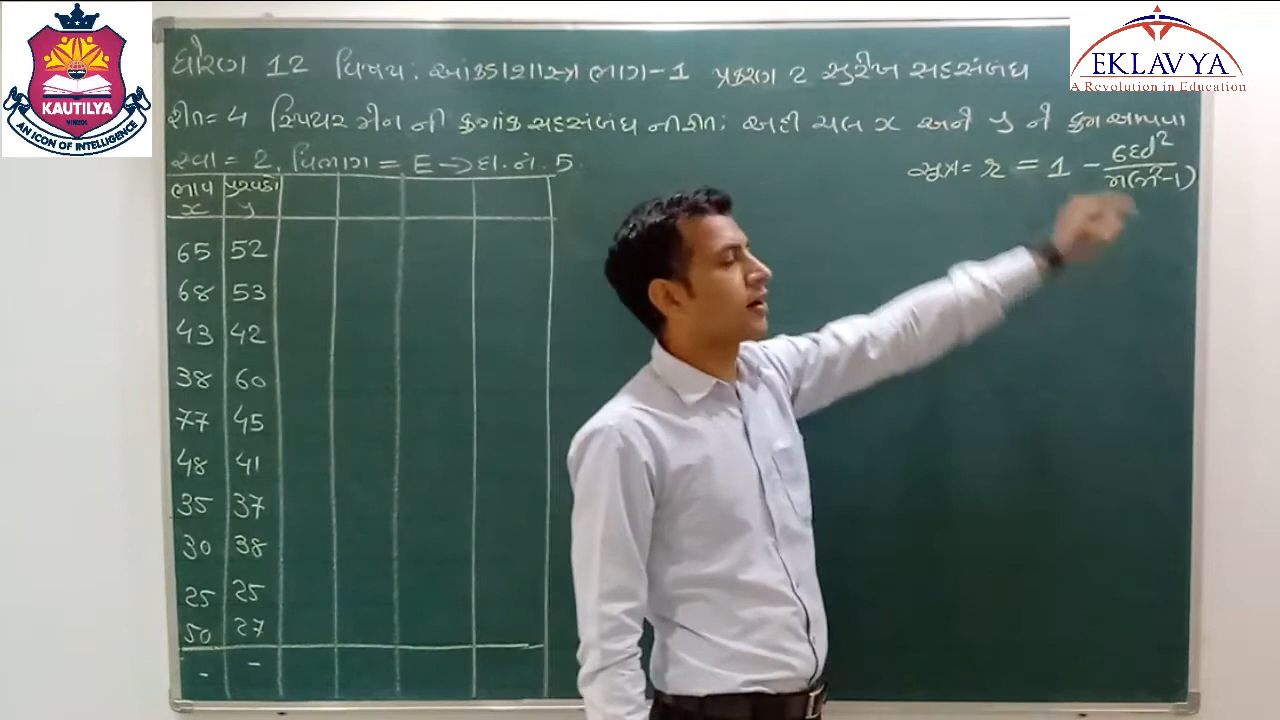 KAUTILYA
VIRZOL
AN ICON OF INTELLIGENCE
EKLAVYA
A Revolution in Education
ધોરણ 12 વિષય: આંકડાશાસ્ત્ર ભાગ-1 પ્રકરણ 2 સુરેખ સહસંબંધ
રીત = 4 સ્પિયરમેન ની ક્રમાંક સહસંબંધ ની રીત: અહી ચલ x અને y ને ક્રમ આપવા
સ્વા = 2, વિભાગ = E → દા.નં. 5
સૂત્ર = r = 1 - 6Σd² / n(n²-1)
ભાવ પુરવઠો
x y
65 52
68 53
43 42
38 60
77 45
48 41
35 37
30 38
25 25
50 27
- -